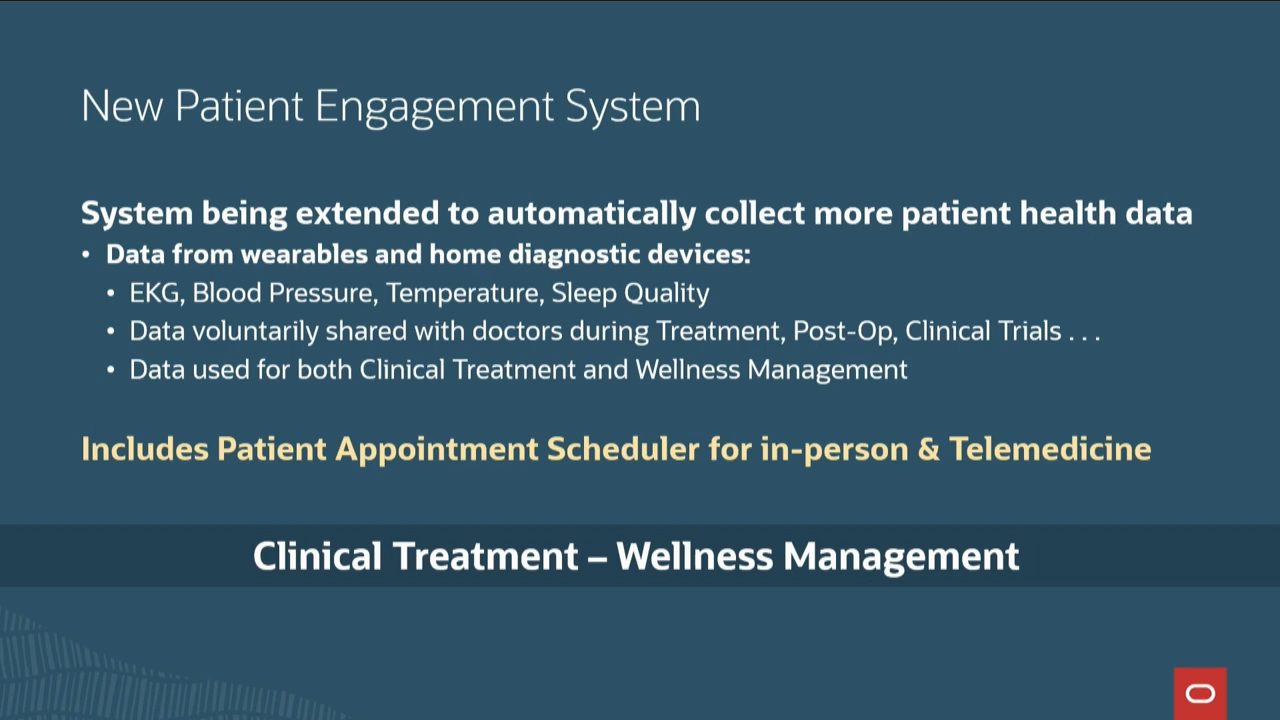 New Patient Engagement System
System being extended to automatically collect more patient health data
• Data from wearables and home diagnostic devices:
• EKG, Blood Pressure, Temperature, Sleep Quality
• Data voluntarily shared with doctors during Treatment, Post-Op, Clinical Trials . . .
• Data used for both Clinical Treatment and Wellness Management
Includes Patient Appointment Scheduler for in-person & Telemedicine
Clinical Treatment – Wellness Management